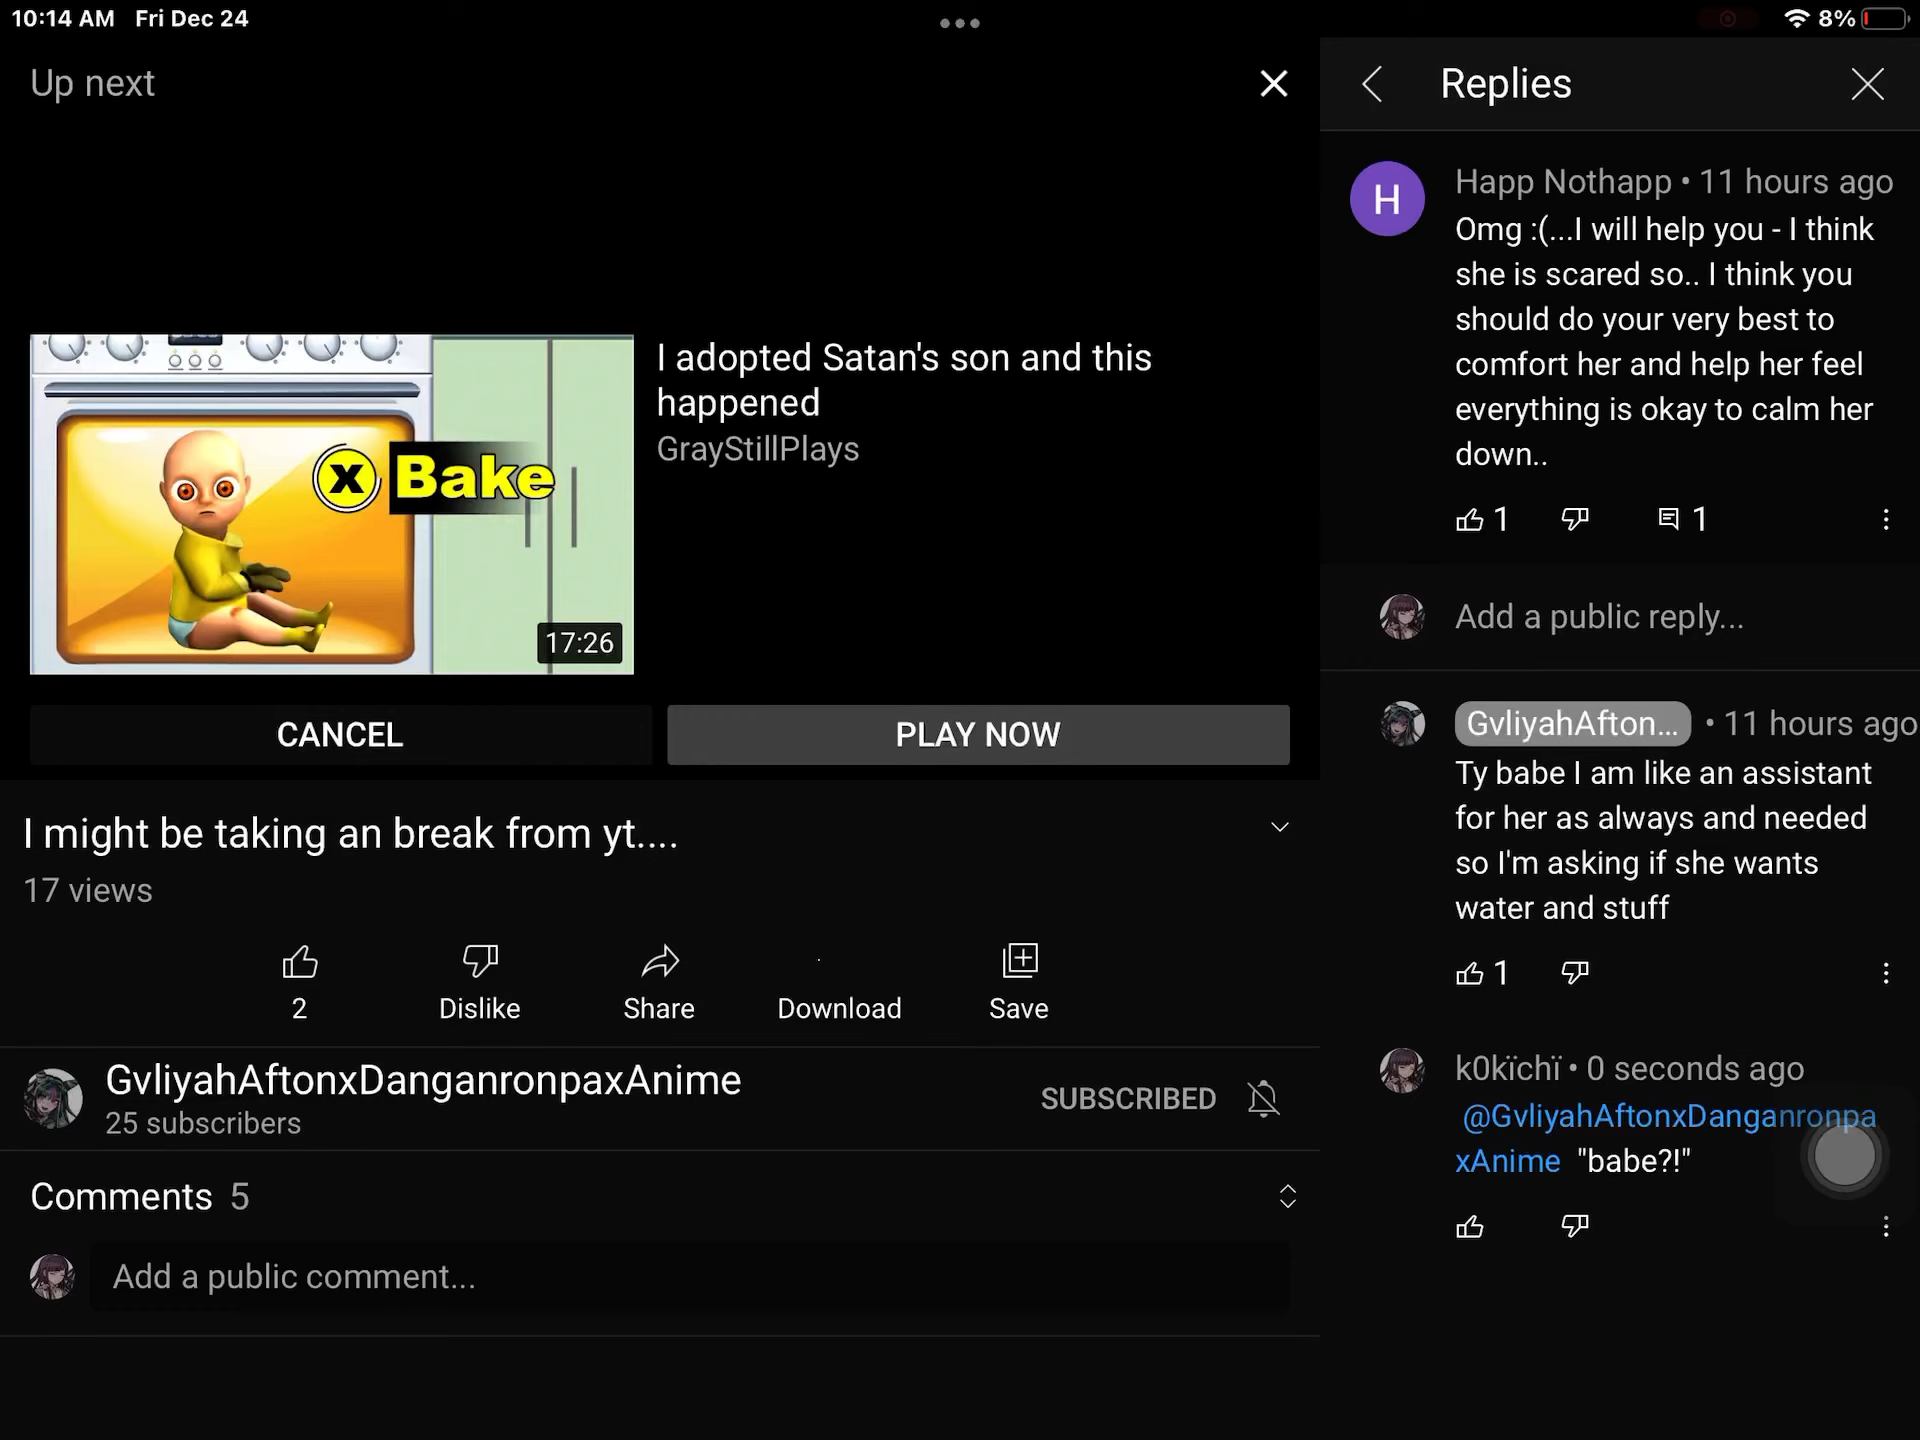 10:14 AM Fri Dec 24
8%
Up next
Bake
X
17:26
I adopted Satan's son and this
happened
GrayStillPlays
CANCEL
PLAY NOW
I might be taking an break from yt....
17 views
2
Dislike
Share
Download
Save
GvliyahAftonxDanganronpaxAnime
25 subscribers
SUBSCRIBED
Comments 5
Add a public comment...
Replies
H
Happ Nothapp • 11 hours ago
Omg :(...I will help you - I think
she is scared so.. I think you
should do your very best to
comfort her and help her feel
everything is okay to calm her
down..
1
1
Add a public reply...
GvliyahAfton... • 11 hours ago
Ty babe I am like an assistant
for her as always and needed
so I'm asking if she wants
water and stuff
1
k0kïchï • 0 seconds ago
@GvliyahAftonxDanganronpa
xAnime "babe?!"